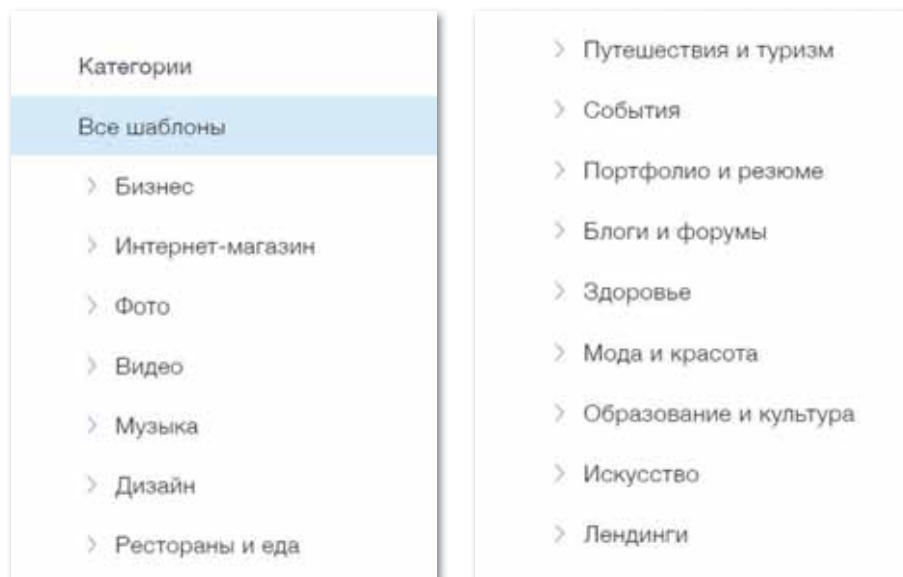 Категории
Все шаблоны
Бизнес
Интернет-магазин
Фото
Видео
Музыка
Дизайн
Рестораны и еда
Путешествия и туризм
События
Портфолио и резюме
Блоги и форумы
Здоровье
Мода и красота
Образование и культура
Искусство
Лендинги